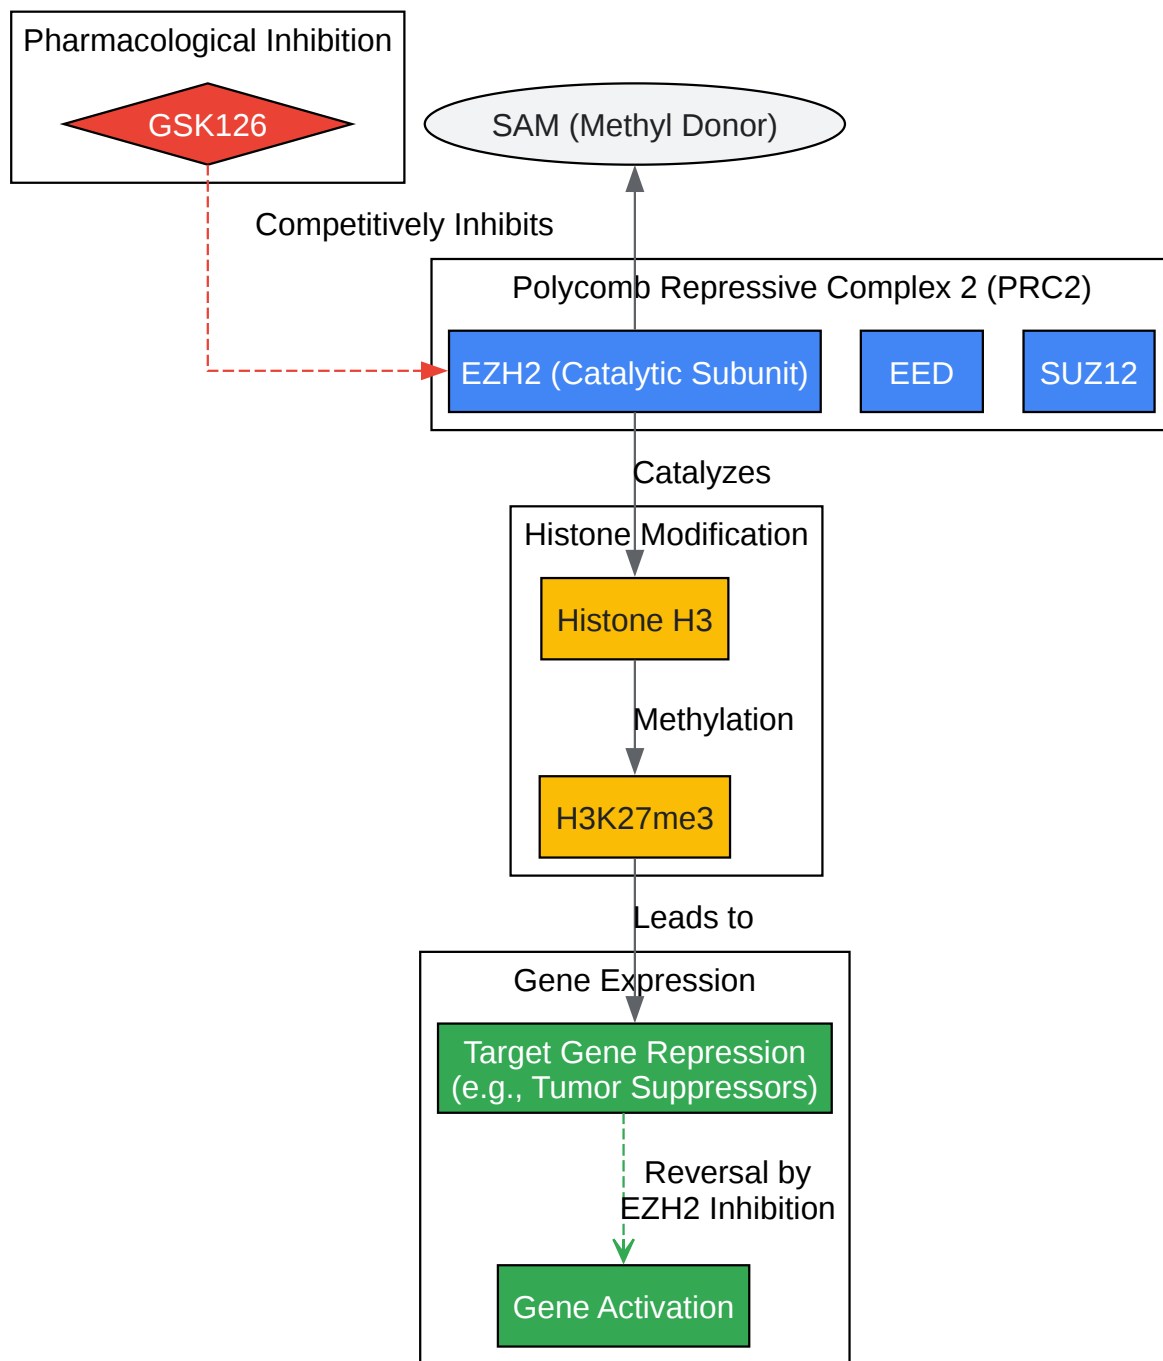 Pharmacological Inhibition
GSK126
SAM (Methyl Donor)
Competitively Inhibits
Polycomb Repressive Complex 2 (PRC2)
EZH2 (Catalytic Subunit)
EED
SUZ12
Catalyzes
Histone Modification
Histone H3
Methylation
H3K27me3
Leads to
Gene Expression
Target Gene Repression
(e.g., Tumor Suppressors)
Reversal by
EZH2 Inhibition
Gene Activation